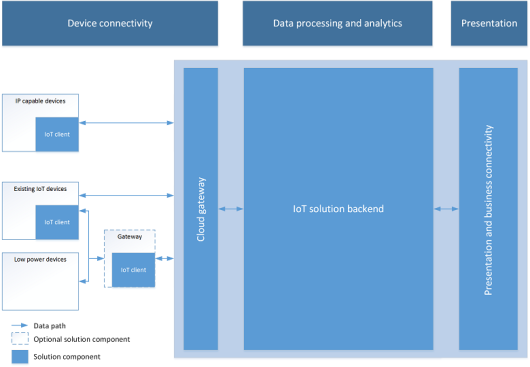 Device connectivity
Data processing and analytics
Presentation
IP capable devices
IoT client
Existing IoT devices
IoT client
Gateway
IoT client
Low power devices
Cloud gateway
IoT solution backend
Presentation and business connectivity
Data path
Optional solution component
Solution component